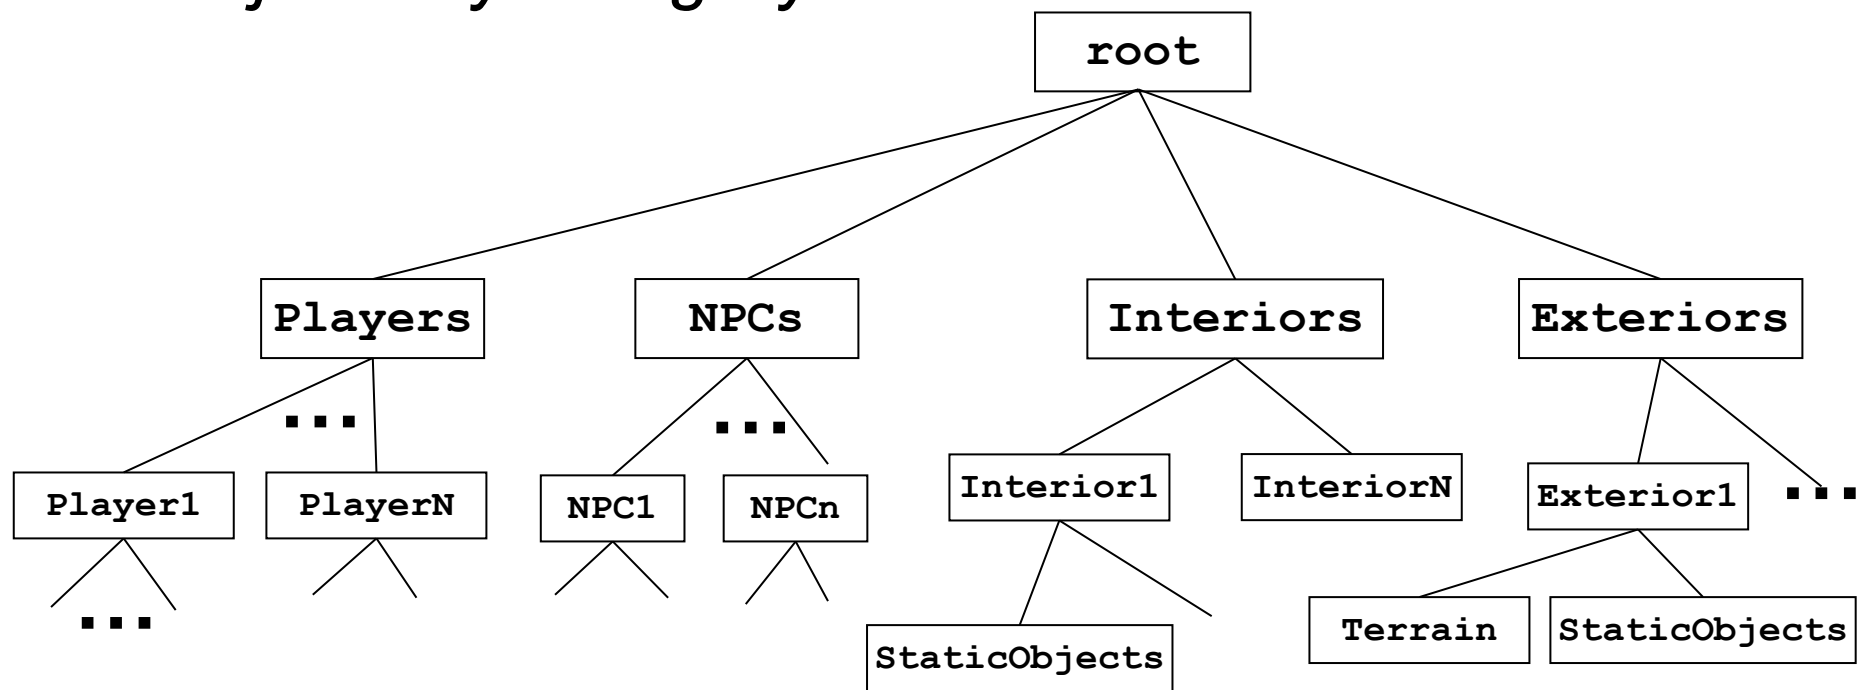 root
Players
NPCs
Interiors
Exteriors
...
...
Player1
PlayerN
NPC1
NPCn
Interior1
InteriorN
Exterior1
...
...
Terrain
StaticObjects
StaticObjects